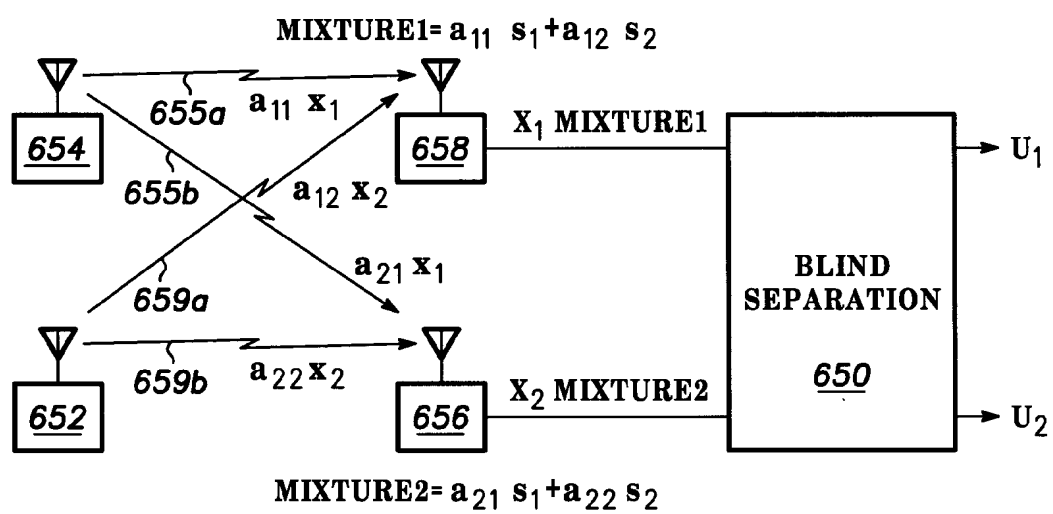 MIXTURE1= a11 s1+a12 s2
655a
a11 x1
654
658
X1 MIXTURE1
U1
655b
a12 x2
a21 x1
BLIND
SEPARATION
659a
659b
a22 x2
652
656
X2 MIXTURE2
650
U2
MIXTURE2= a21 s1+a22 s2